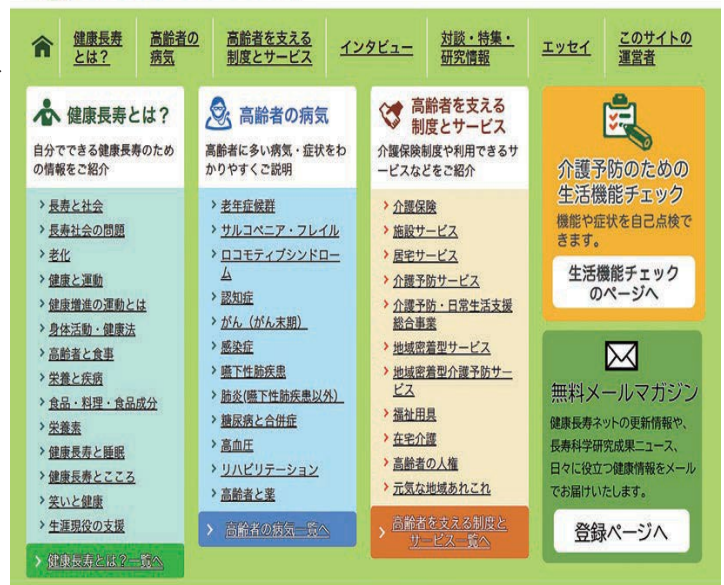 健康長寿
とは？
高齢者の
病気
高齢者を支える
制度とサービス
インタビュー
対談・特集・
研究情報
エッセイ
このサイトの
運営者
健康長寿とは？
自分でできる健康長寿のため
の情報をご紹介
長寿と社会
長寿社会の問題
老化
健康と運動
健康増進の運動とは
身体活動・健康法
高齢者と食事
栄養と疾病
食品・料理・食品成分
栄養素
健康長寿と睡眠
健康長寿とこころ
笑いと健康
生涯現役の支援
健康長寿とは？一覧へ
高齢者の病気
高齢者に多い病気・症状をわ
かりやすくご説明
老年症候群
サルコペニア・フレイル
ロコモティブシンドロー
ム
認知症
がん（がん末期）
感染症
嚥下性肺疾患
肺炎(嚥下性肺疾患以外）
糖尿病と合併症
高血圧
リハビリテーション
高齢者と薬
高齢者の病気一覧へ
高齢者を支える
制度とサービス
介護保険制度や利用できるサ
ービスなどをご紹介
介護保険
施設サービス
居宅サービス
介護予防サービス
介護予防・日常生活支援
総合事業
地域密着型サービス
地域密着型介護予防サー
ビス
福祉用具
在宅介護
高齢者の人権
元気な地域あれこれ
高齢者を支える制度と
サービス一覧へ
介護予防のための
生活機能チェック
機能や症状を自己点検で
きます。
生活機能チェック
のページへ
無料メールマガジン
健康長寿ネットの更新情報や、
長寿科学研究成果ニュース、
日々に役立つ健康情報をメール
でお届けいたします。
登録ページへ